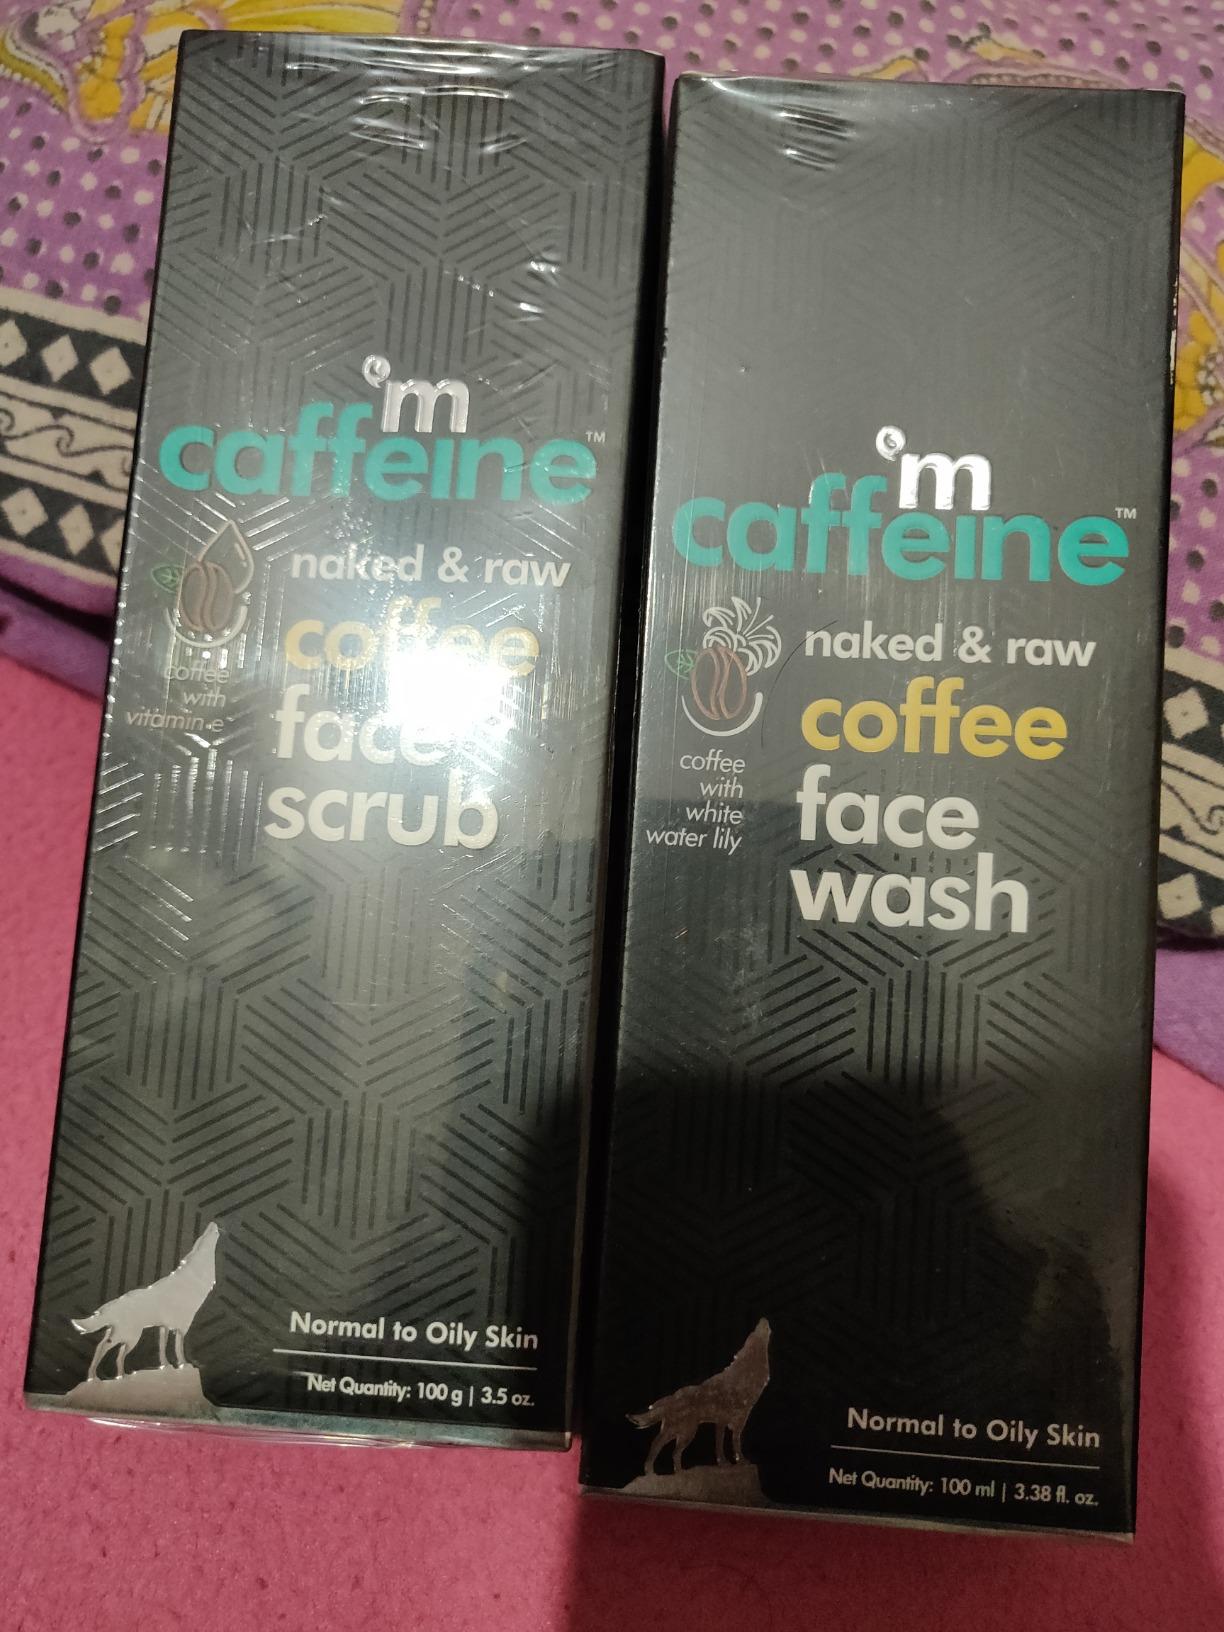 'm
caffeine™
naked & raw
coffee
face
scrub
coffee
with
vitamin e
Normal to Oily Skin
Net Quantity: 100 g | 3.5 oz.
'm
caffeine™
naked & raw
coffee
face
wash
coffee
with
white
water lily
Normal to Oily Skin
Net Quantity: 100 ml | 3.38 fl. oz.